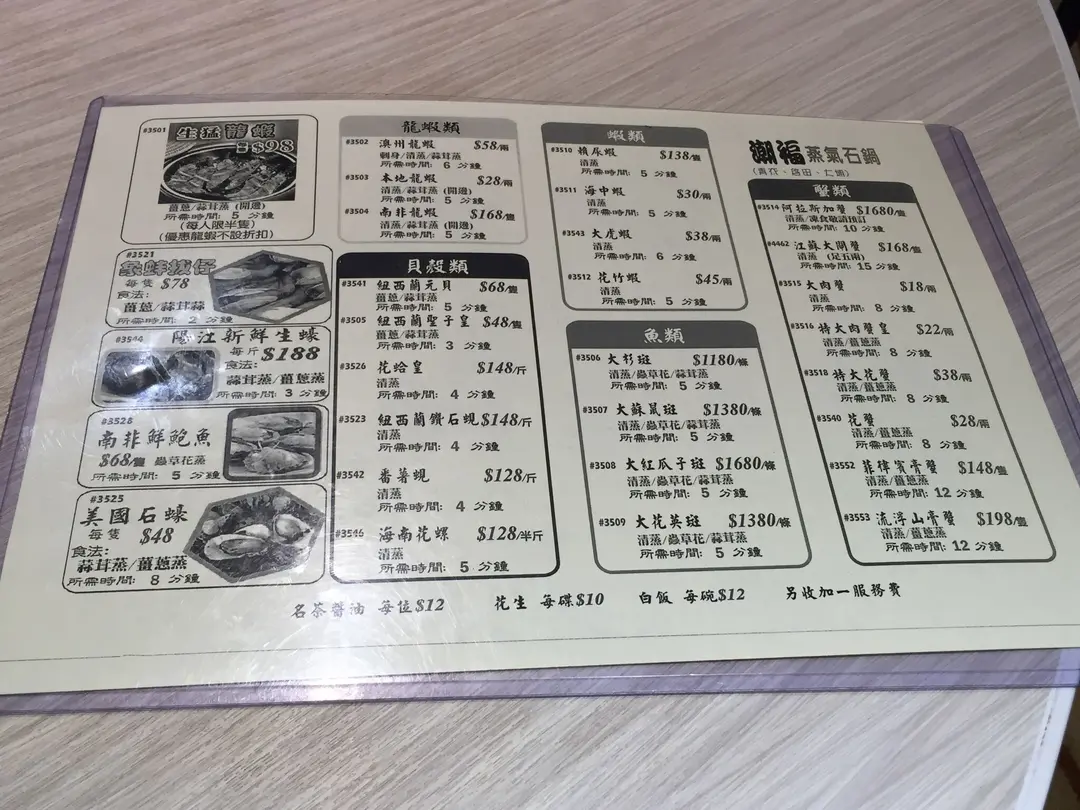 #3501
生猛龍蝦
$98
薑蔥/蒜茸蒸 (開邊)
所需時間: 5 分鐘
(每人限半隻)
(優惠龍蝦不設折扣)
#3521
象蚌拔仔
每隻 $78
食法:
薑蔥/蒜茸蒸
所需時間: 2 分鐘
#3544
陽江新鮮生蠔
每斤 $188
食法:
蒜茸蒸/薑蔥蒸
所需時間: 3 分鐘
#3528
南非鮮鮑魚
$68/隻 蟲草花蒸
所需時間: 5 分鐘
#3525
美國石蠔
每隻 $48
食法:
蒜茸蒸/薑蔥蒸
所需時間: 8 分鐘
龍蝦類
#3502 澳州龍蝦 $58/兩
刺身/清蒸/蒜茸蒸
所需時間: 6 分鐘
#3503 本地龍蝦 $28/兩
清蒸/蒜茸蒸 (開邊)
所需時間: 5 分鐘
#3504 南非龍蝦 $168/隻
清蒸/蒜茸蒸 (開邊)
所需時間: 5 分鐘
貝殼類
#3541 紐西蘭元貝 $68/隻
薑蔥/蒜茸蒸
所需時間: 5 分鐘
#3505 紐西蘭聖子皇 $48/隻
薑蔥/蒜茸蒸
所需時間: 3 分鐘
#3526 花蛤皇 $148/斤
清蒸
所需時間: 4 分鐘
#3523 紐西蘭鑽石蜆 $148/斤
清蒸
所需時間: 4 分鐘
#3542 番薯蜆 $128/斤
清蒸
所需時間: 4 分鐘
#3546 海南花螺 $128/半斤
清蒸
所需時間: 5 分鐘
蝦類
#3510 賴尿蝦 $138/隻
清蒸
所需時間: 5 分鐘
#3511 海中蝦 $30/兩
清蒸
所需時間: 5 分鐘
#3543 大虎蝦 $38/兩
清蒸
所需時間: 6 分鐘
#3512 花竹蝦 $45/兩
清蒸
所需時間: 5 分鐘
魚類
#3506 大杉斑 $1180/條
清蒸/蟲草花/蒜茸蒸
所需時間: 5 分鐘
#3507 大蘇鼠斑 $1380/條
清蒸/蟲草花/蒜茸蒸
所需時間: 5 分鐘
#3508 大紅瓜子斑 $1680/條
清蒸/蟲草花/蒜茸蒸
所需時間: 5 分鐘
#3509 大花英斑 $1380/條
清蒸/蟲草花/蒜茸蒸
所需時間: 5 分鐘
潮福蒸氣石鍋
蟹類
#3514 阿拉斯加蟹 $1680/隻
清蒸/凍食敬請預訂
所需時間: 10 分鐘
#4462 江蘇大閘蟹 $168/隻
清蒸 (足五兩)
所需時間: 15 分鐘
#3515 大肉蟹 $18/兩
清蒸
所需時間: 8 分鐘
#3516 特大肉蟹皇 $22/兩
清蒸/薑蔥蒸
所需時間: 8 分鐘
#3518 特大花蟹 $38/兩
清蒸/薑蔥蒸
所需時間: 8 分鐘
#3540 花蟹 $28/兩
清蒸/薑蔥蒸
所需時間: 8 分鐘
#3552 菲律賓膏蟹 $148/隻
清蒸/薑蔥蒸
所需時間: 12 分鐘
#3553 流浮山膏蟹 $198/隻
清蒸/薑蔥蒸
所需時間: 12 分鐘
名茶醬油 每位$12 花生 每碟$10 白飯 每碗$12 另收加一服務費